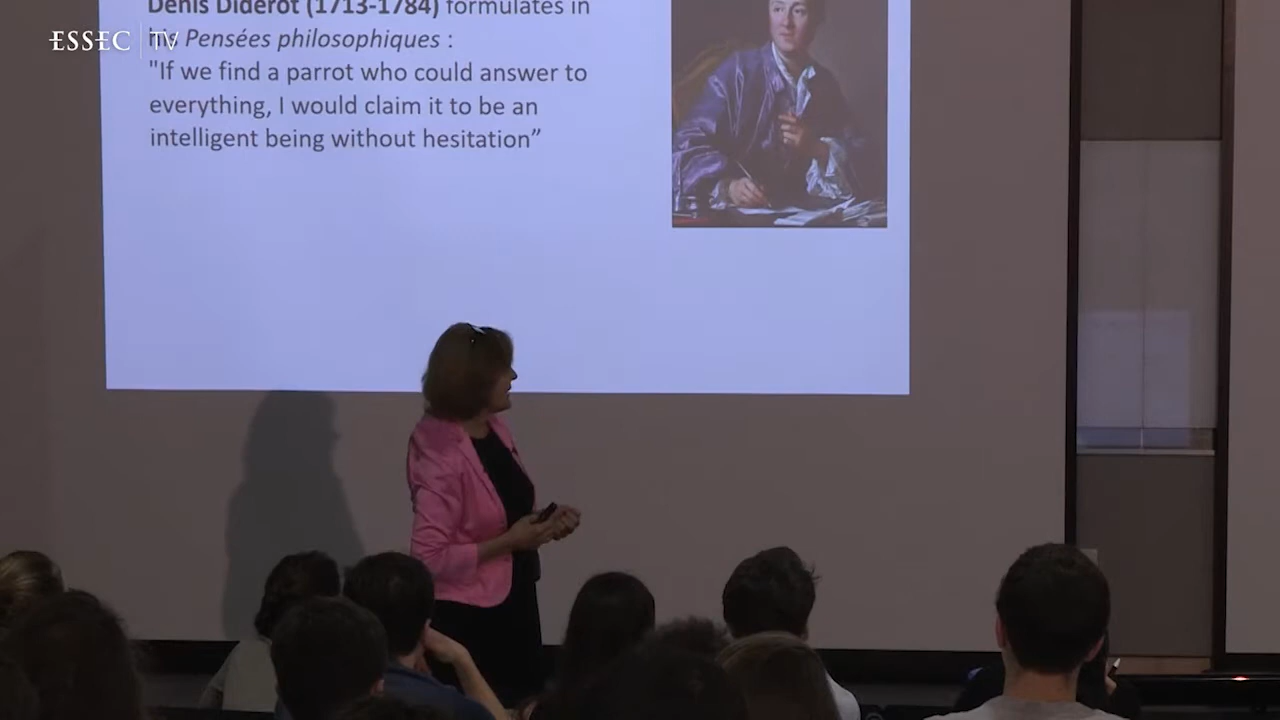 Denis Diderot (1713-1784) formulates in
ESSEC TV
his Pensées philosophiques :
"If we find a parrot who could answer to
everything, I would claim it to be an
intelligent being without hesitation”